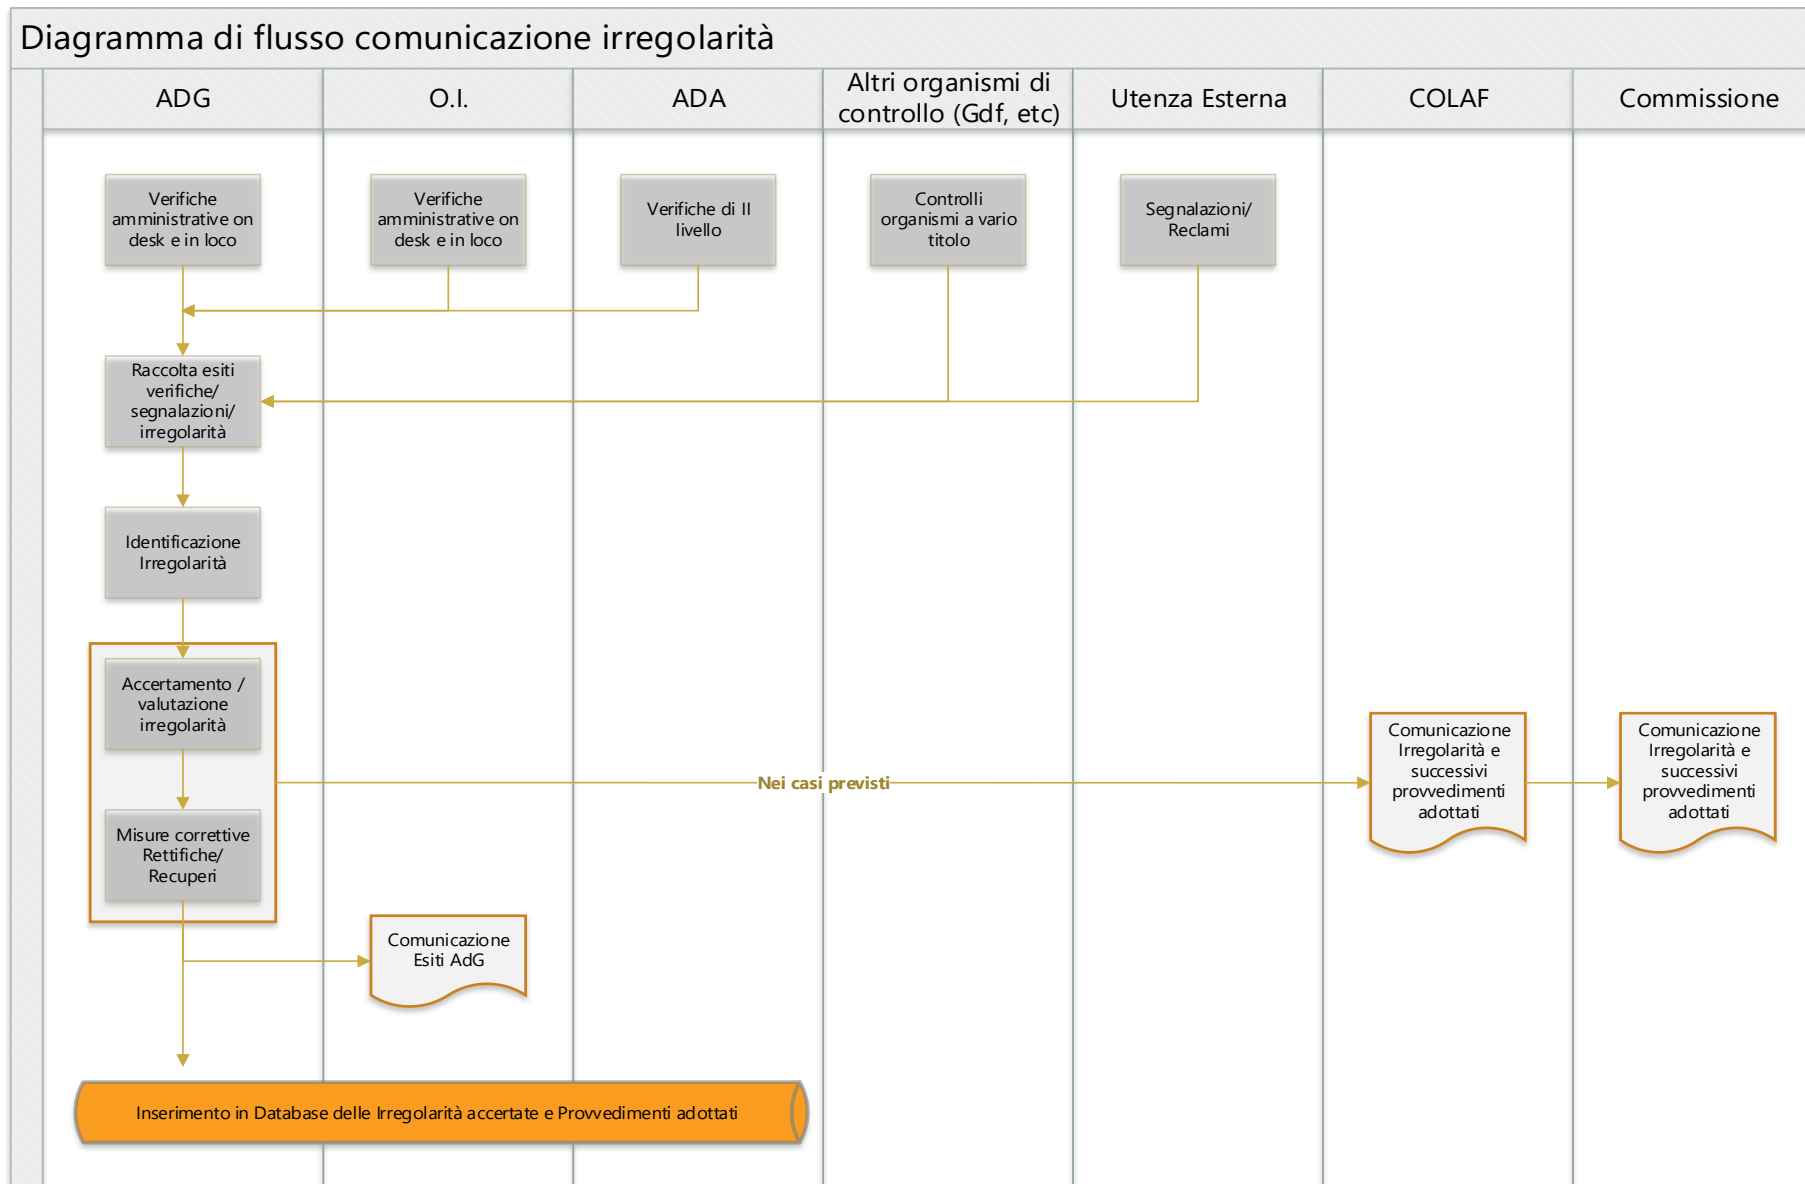 Diagramma di flusso comunicazione irregolarità
ADG
O.I.
ADA
Altri organismi di
controllo (Gdf, etc)
Utenza Esterna
COLAF
Commissione
Verifiche
amministrative on
desk e in loco
Verifiche
amministrative on
desk e in loco
Verifiche di II
livello
Controlli
organismi a vario
titolo
Segnalazioni/
Reclami
Raccolta esiti
verifiche/
segnalazioni/
irregolarità
Identificazione
Irregolarità
Accertamento /
valutazione
irregolarità
Nei casi previsti
Comunicazione
Irregolarità e
successivi
provvedimenti
adottati
Comunicazione
Irregolarità e
successivi
provvedimenti
adottati
Misure correttive
Rettifiche/
Recuperi
Comunicazione
Esiti AdG
Inserimento in Database delle Irregolarità accertate e Provvedimenti adottati